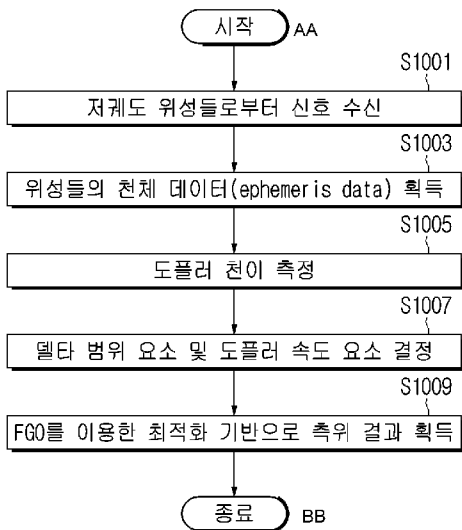 시작 AA
S1001
저궤도 위성들로부터 신호 수신
S1003
위성들의 천체 데이터(ephemeris data) 획득
S1005
도플러 천이 측정
S1007
델타 범위 요소 및 도플러 속도 요소 결정
S1009
FGO를 이용한 최적화 기반으로 측위 결과 획득
종료 BB